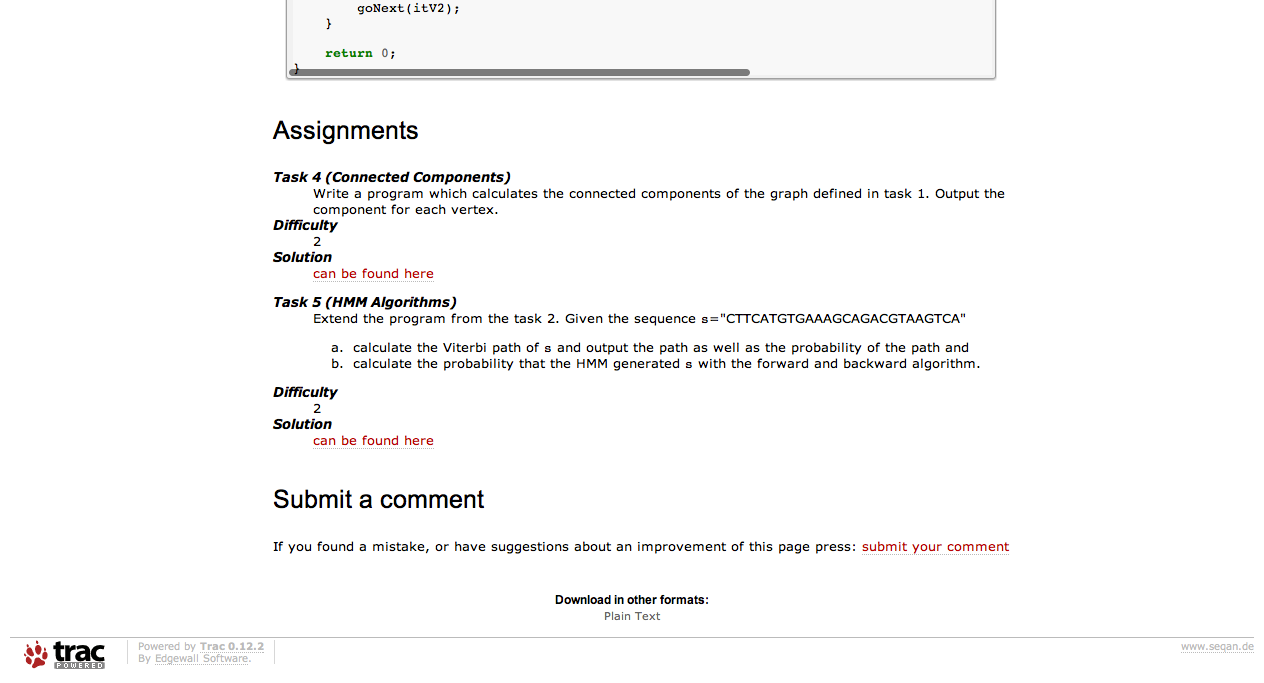 goNext(itV2);
}
return 0;
}
Assignments
Task 4 (Connected Components)
Write a program which calculates the connected components of the graph defined in task 1. Output the
component for each vertex.
Difficulty
2
Solution
can be found here
Task 5 (HMM Algorithms)
Extend the program from the task 2. Given the sequence s="CTTCATGTGAAAGCAGACGTAAGTCA"
a. calculate the Viterbi path of s and output the path as well as the probability of the path and
b. calculate the probability that the HMM generated s with the forward and backward algorithm.
Difficulty
2
Solution
can be found here
Submit a comment
If you found a mistake, or have suggestions about an improvement of this page press: submit your comment
Download in other formats:
Plain Text
trac
POWERED
Powered by Trac 0.12.2
By Edgewall Software.
www.seqan.de